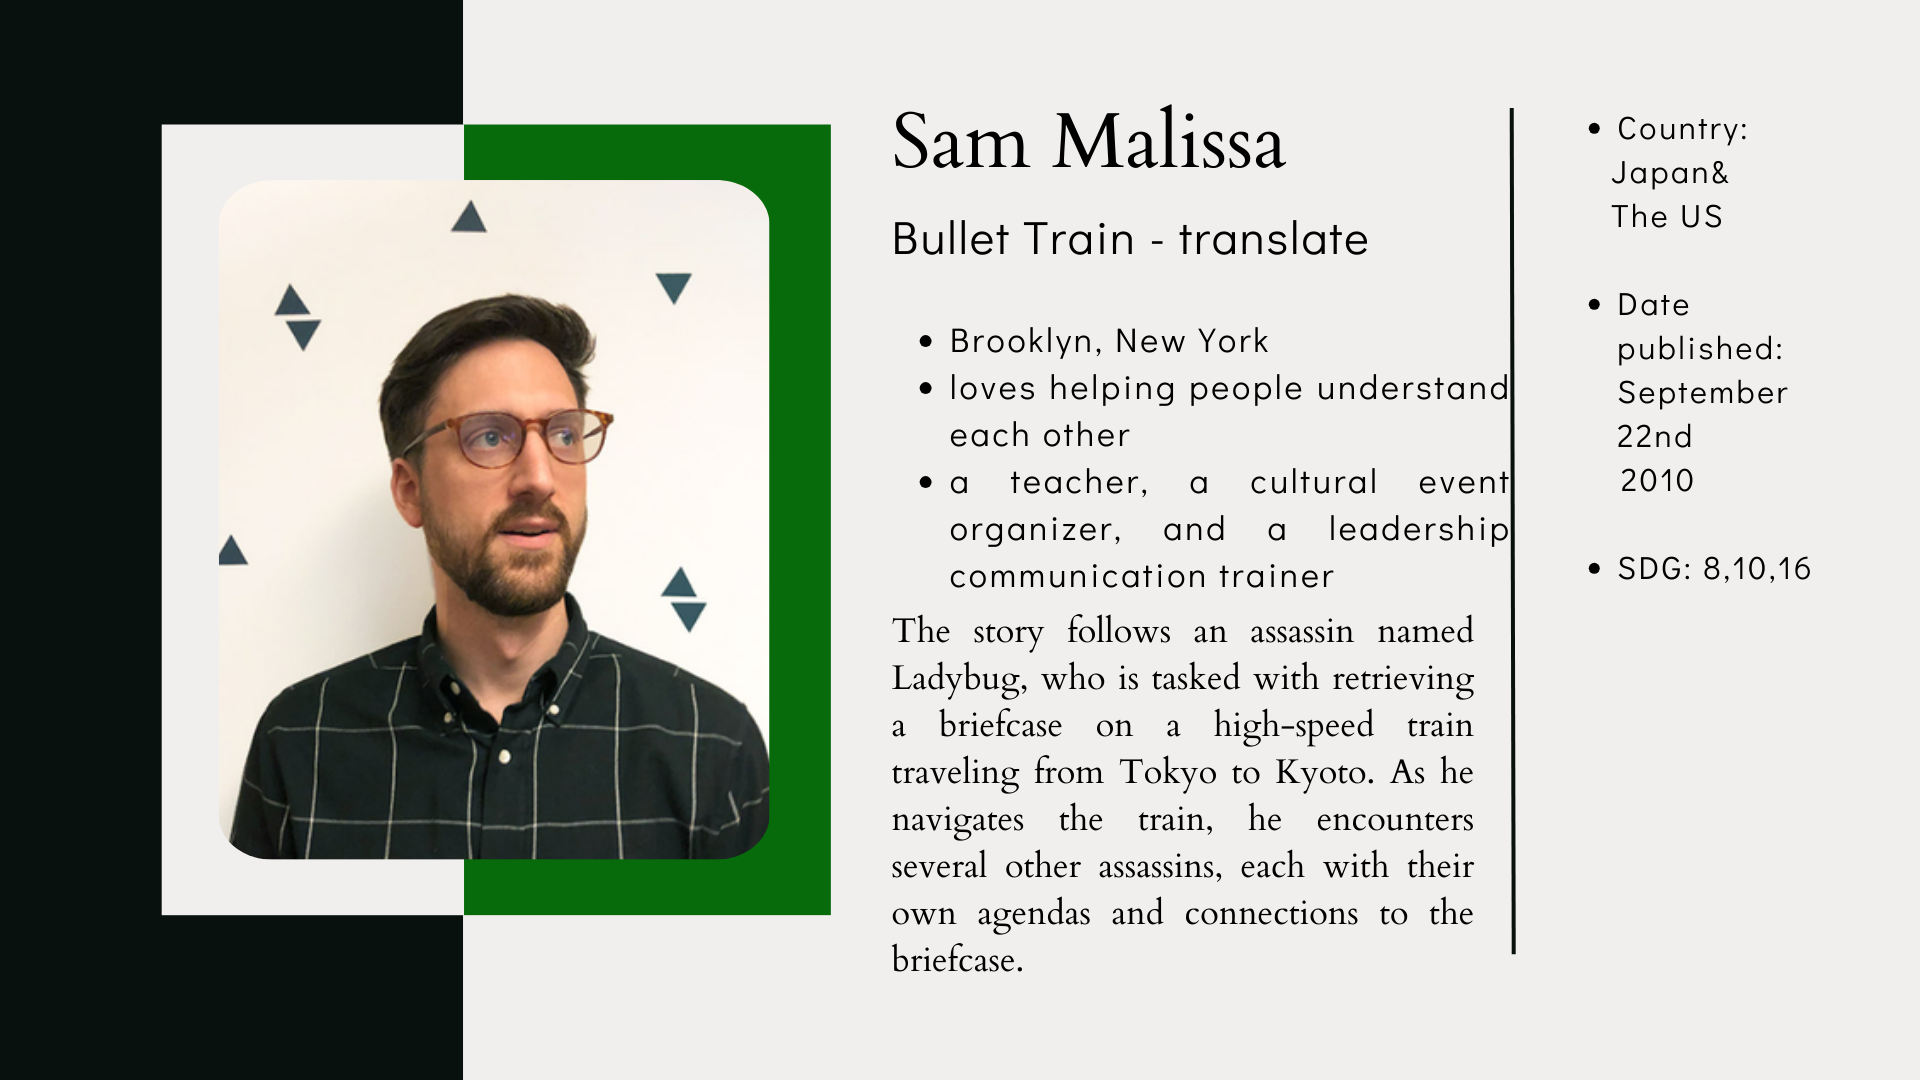 Sam Malissa
Bullet Train - translate
• Brooklyn, New York
• loves helping people understand
each other
• a teacher, a cultural event
organizer, and a leadership
communication trainer
The story follows an assassin named
Ladybug, who is tasked with retrieving
a briefcase on a high-speed train
traveling from Tokyo to Kyoto. As he
navigates the train, he encounters
several other assassins, each with their
own agendas and connections to the
briefcase.
• Country:
Japan&
The US
• Date
published:
September
22nd
2010
• SDG: 8,10,16